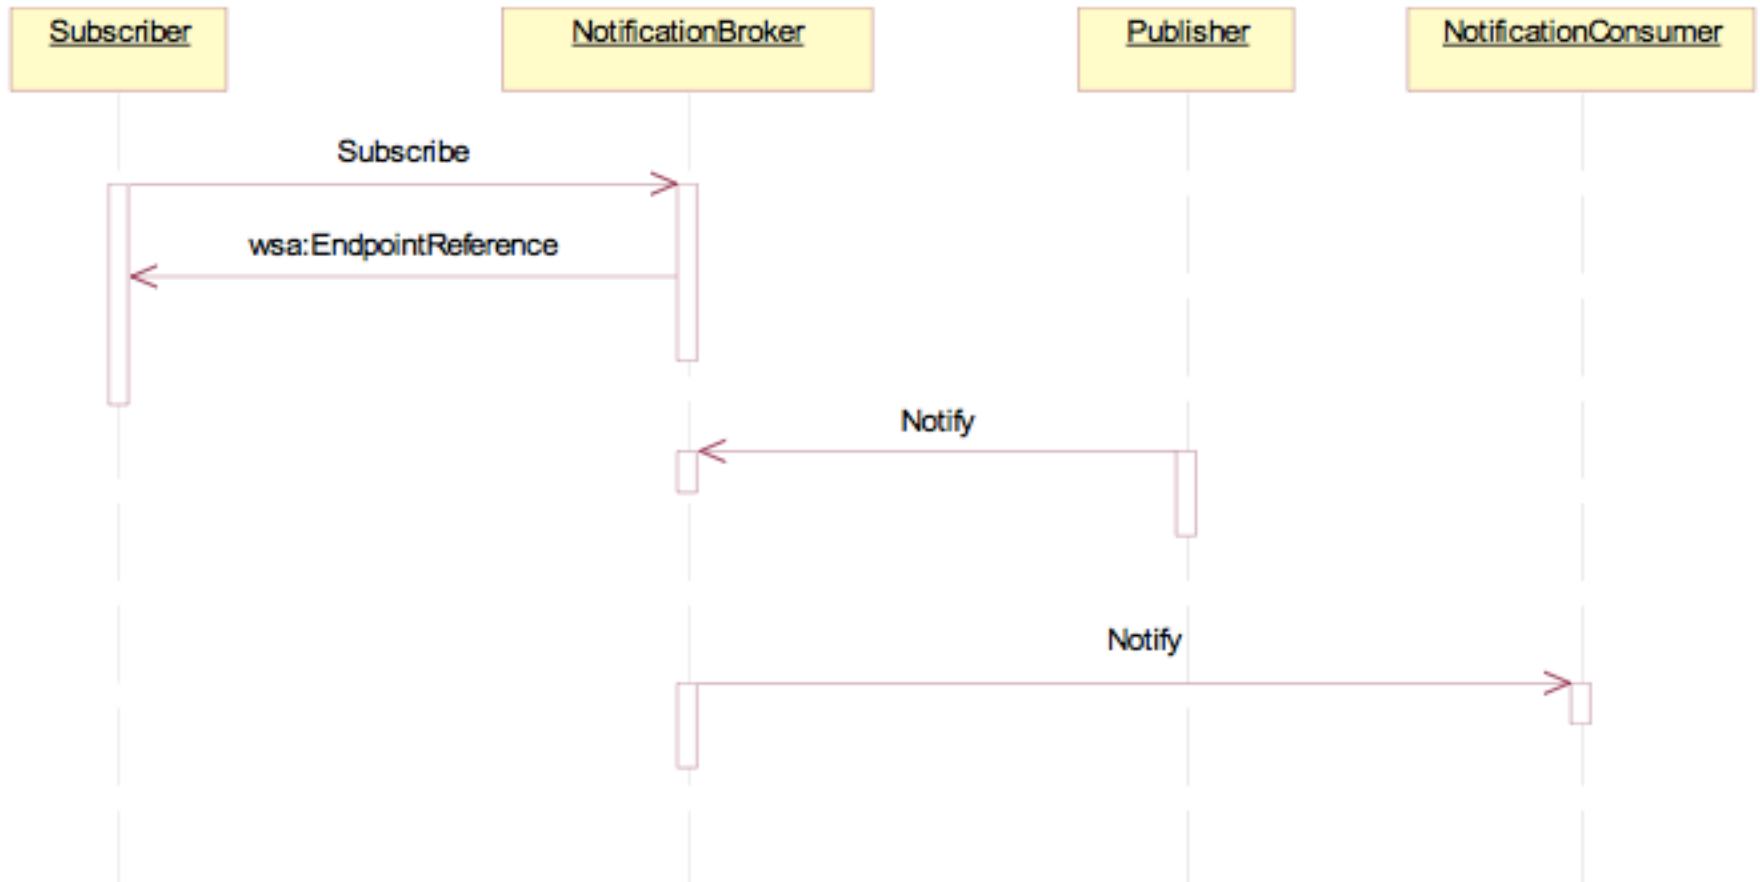 Subscriber
NotificationBroker
Publisher
NotificationConsumer
Subscribe
wsa:EndpointReference
Notify
Notify